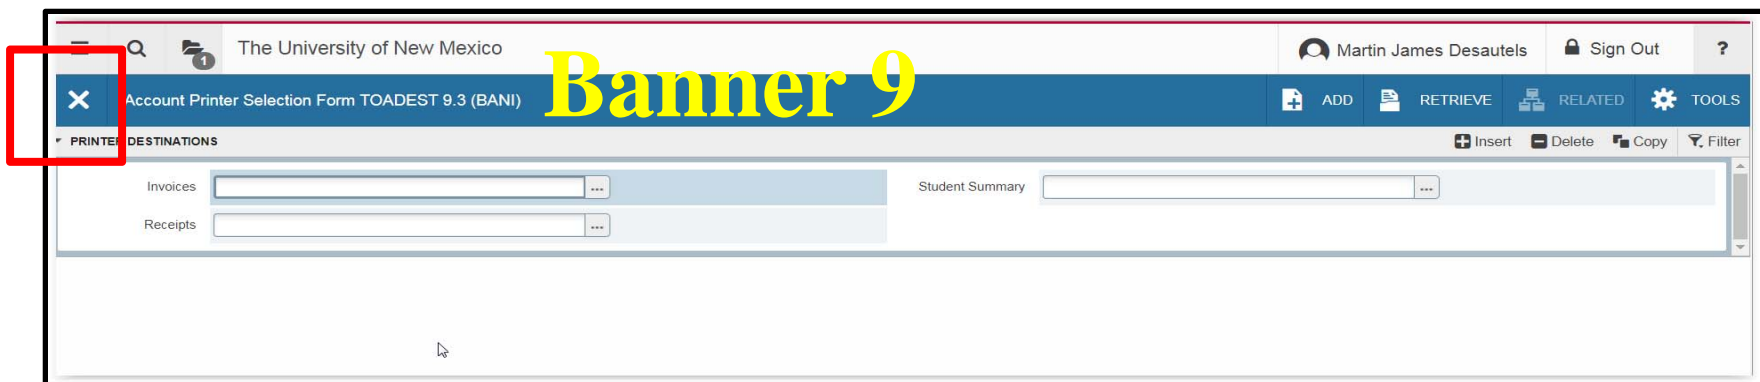 The University of New Mexico Martin James Desautels Sign Out ?
1
Banner 9
Account Printer Selection Form TOADEST 9.3 (BANI) ADD RETRIEVE RELATED TOOLS
PRINTER DESTINATIONS Insert Delete Copy Filter
Invoices ... Student Summary ...
Receipts ...